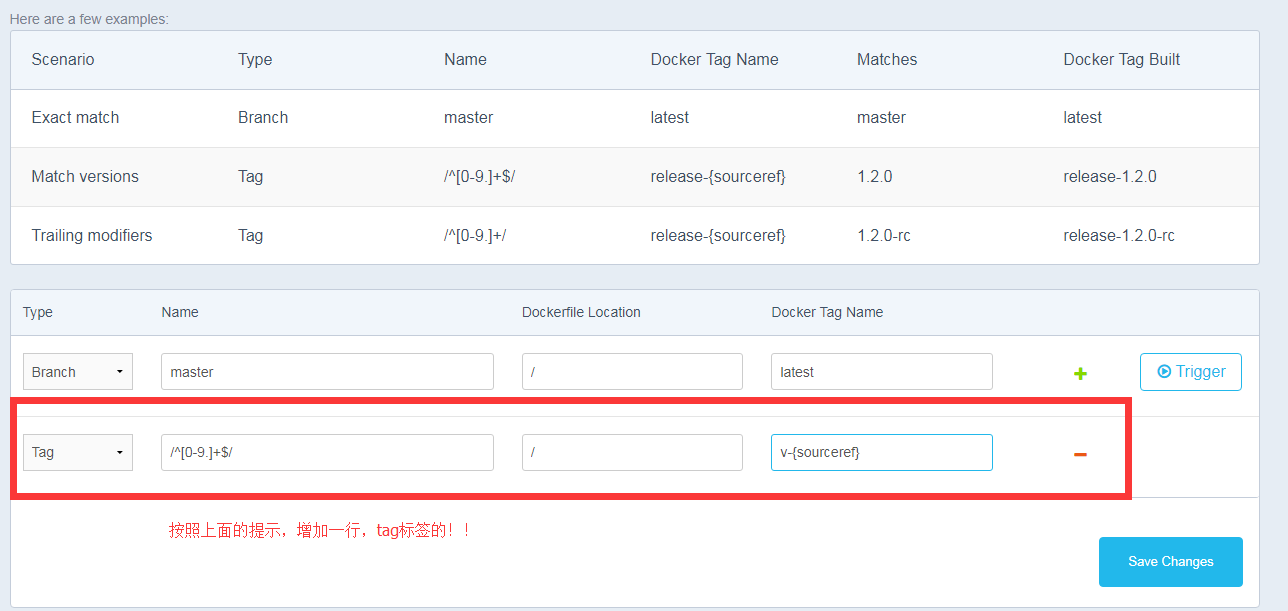 Here are a few examples:
Scenario Type Name Docker Tag Name Matches Docker Tag Built
Exact match Branch master latest master latest
Match versions Tag /^[0-9.]+$/ release-{sourceref} 1.2.0 release-1.2.0
Trailing modifiers Tag /^[0-9.]+/ release-{sourceref} 1.2.0-rc release-1.2.0-rc
Type Name Dockerfile Location Docker Tag Name
Branch master / latest Trigger
Tag /^[0-9.]+$/ / v-{sourceref}
按照上面的提示，增加一行，tag标签的！！
Save Changes